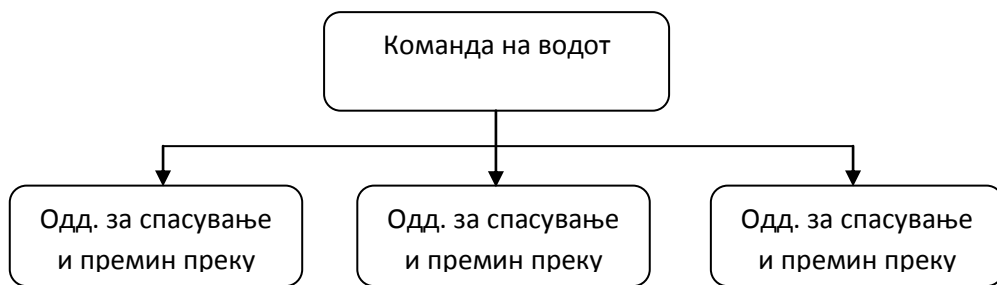 Команда на водот
Одд. за спасување
и премин преку
Одд. за спасување
и премин преку
Одд. за спасување
и премин преку